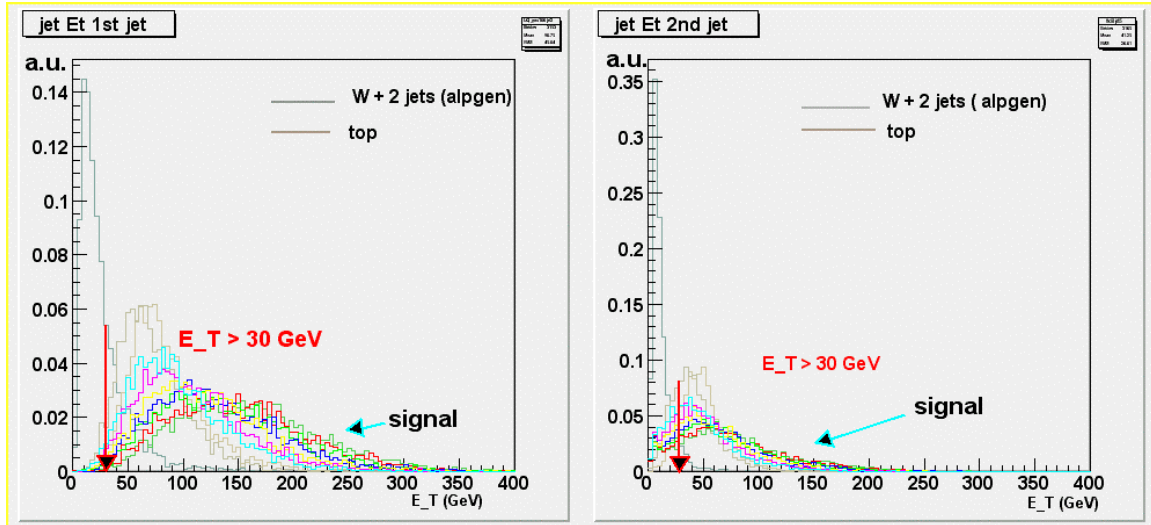 jet Et 1st jet
a.u.
0.14
0.12
0.1
0.08
0.06
0.04
0.02
0
W + 2 jets (alpgen)
top
E_T > 30 GeV
signal
0 50 100 150 200 250 300 350 400
E_T (GeV)
jet Et 2nd jet
a.u.
0.35
0.3
0.25
0.2
0.15
0.1
0.05
0
W + 2 jets ( alpgen)
top
E_T > 30 GeV
signal
0 50 100 150 200 250 300 350 400
E_T (GeV)